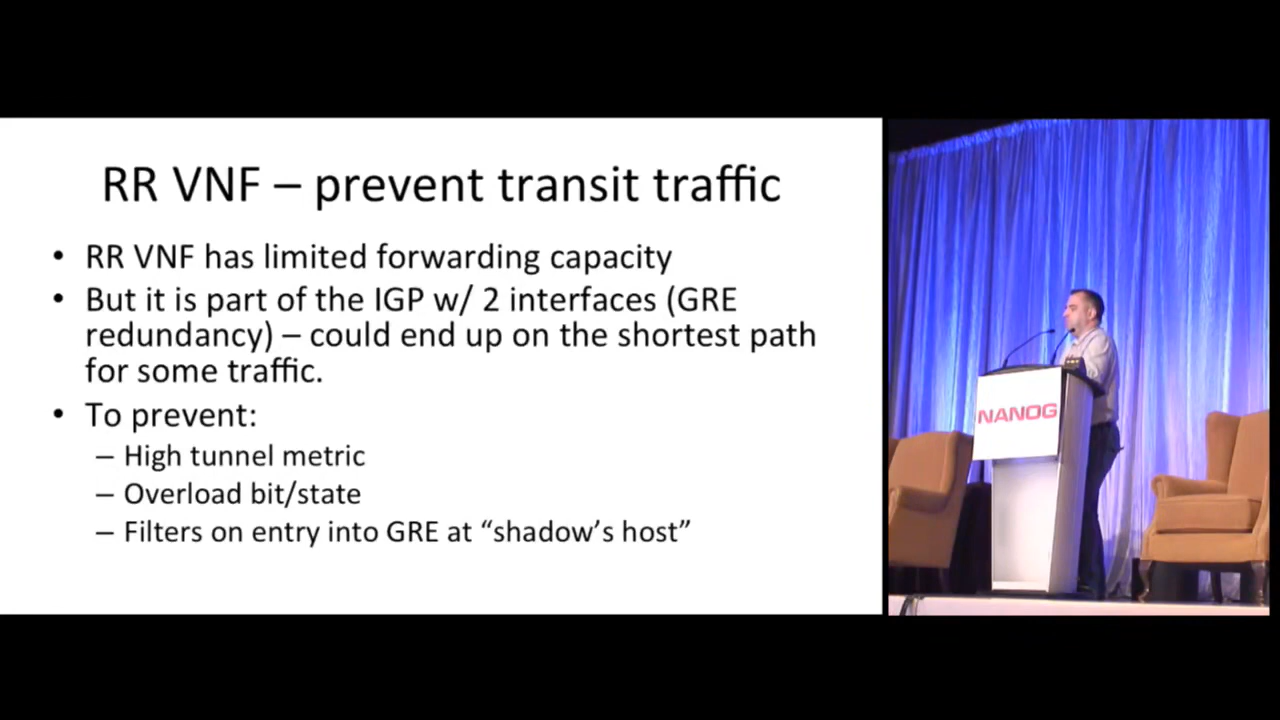 RR VNF – prevent transit traffic
• RR VNF has limited forwarding capacity
• But it is part of the IGP w/ 2 interfaces (GRE
redundancy) – could end up on the shortest path
for some traffic.
• To prevent:
– High tunnel metric
– Overload bit/state
– Filters on entry into GRE at “shadow’s host”
NANOG